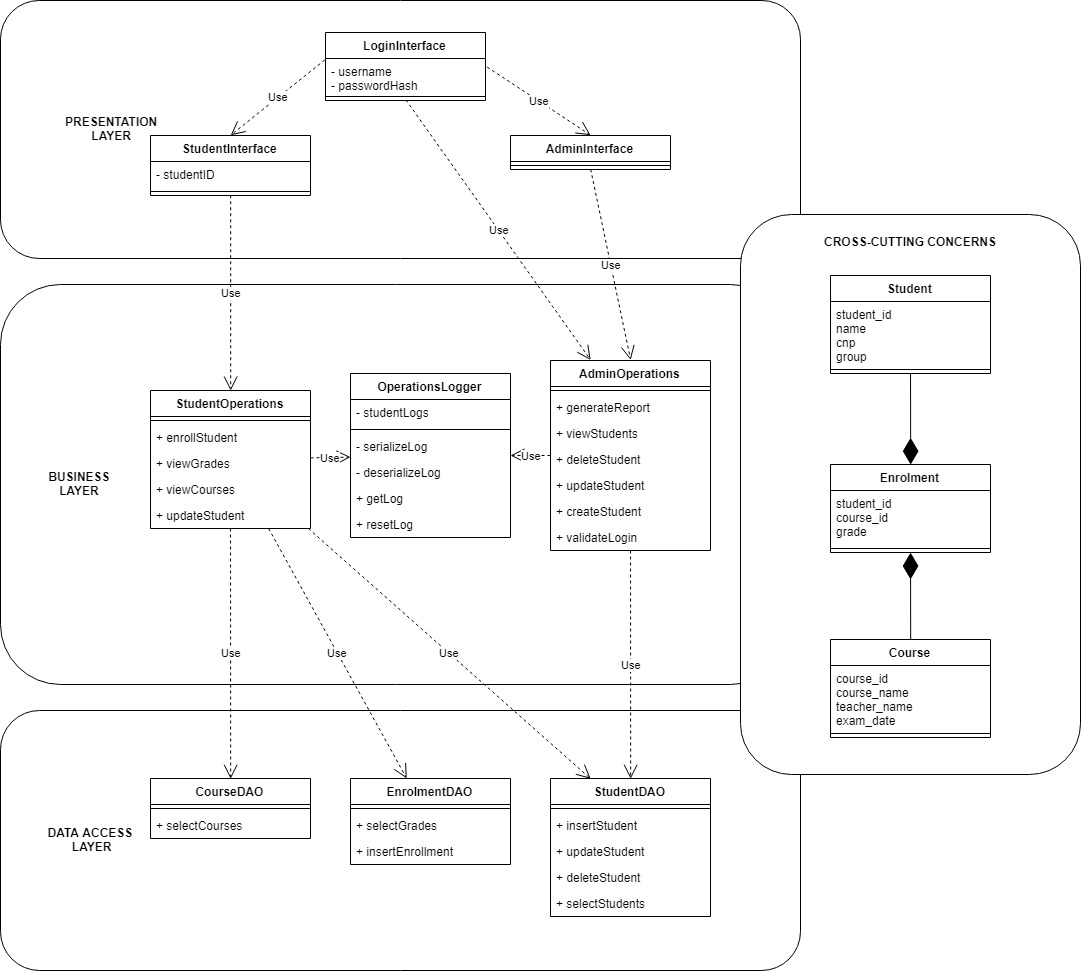 LoginInterface
- username
- passwordHash
Use
Use
PRESENTATION
LAYER
StudentInterface
- studentID
AdminInterface
Use
Use
Use
CROSS-CUTTING CONCERNS
Student
student_id
name
cnp
group
BUSINESS
LAYER
StudentOperations
+ enrollStudent
+ viewGrades
+ viewCourses
+ updateStudent
Use
OperationsLogger
- studentLogs
- serializeLog
- deserializeLog
+ getLog
+ resetLog
Use
AdminOperations
+ generateReport
+ viewStudents
+ deleteStudent
+ updateStudent
+ createStudent
+ validateLogin
Enrolment
student_id
course_id
grade
Use
Use
Use
Use
Course
course_id
course_name
teacher_name
exam_date
DATA ACCESS
LAYER
CourseDAO
+ selectCourses
EnrolmentDAO
+ selectGrades
+ insertEnrollment
StudentDAO
+ insertStudent
+ updateStudent
+ deleteStudent
+ selectStudents